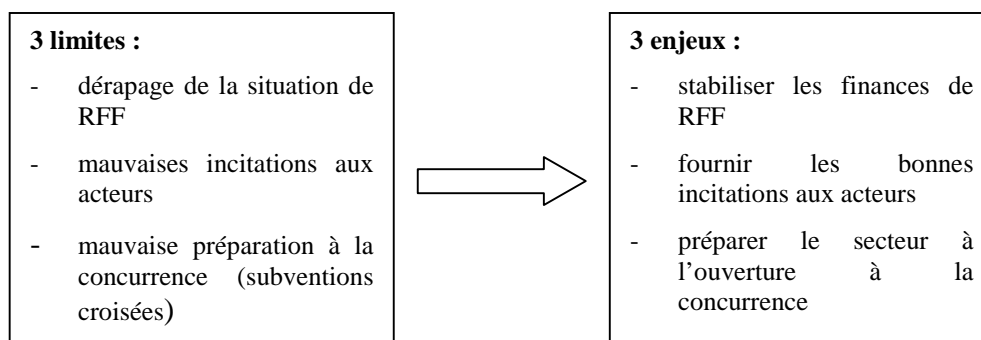 3 limites :
- dérapage de la situation de
RFF
- mauvaises incitations aux
acteurs
- mauvaise préparation à la
concurrence (subventions
croisées)
3 enjeux :
- stabiliser les finances de
RFF
- fournir les bonnes
incitations aux acteurs
- préparer le secteur à
l’ouverture à la
concurrence